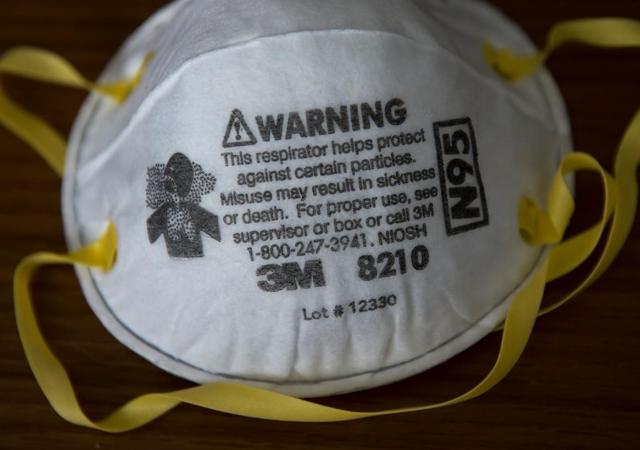 WARNING
This respirator helps protect
against certain particles.
Misuse may result in sickness
or death. For proper use, see
supervisor or box or call 3M
1-800-247-3941. NIOSH
3M 8210
Lot # 12330
N95